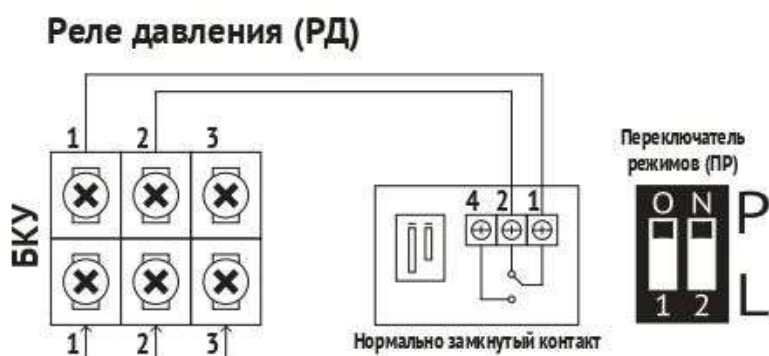 Реле давления (РД)
1 2 3
БКУ
1 2 3
4 2 1
Нормально замкнутый контакт
Переключатель
режимов (ПР)
O N P
1 2 L